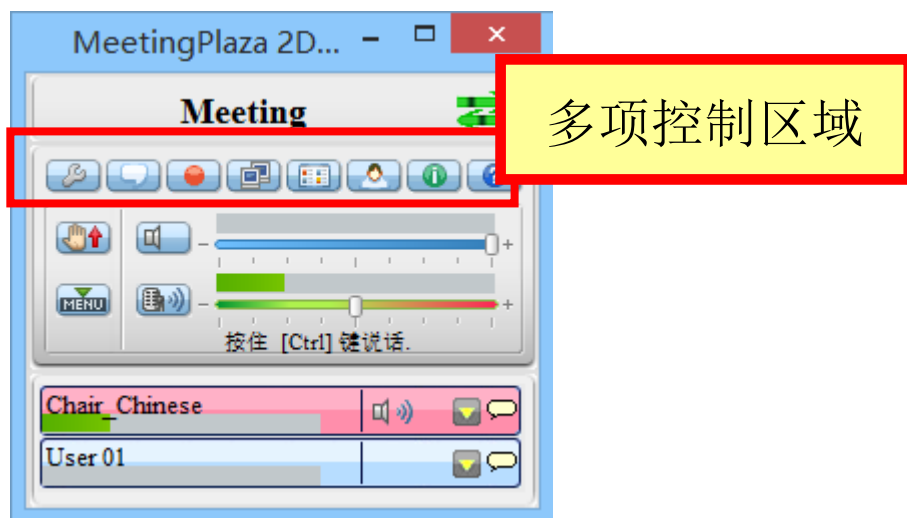 MeetingPlaza 2D...
Meeting
多项控制区域
MENU
按住 [Ctrl] 键说话.
Chair_Chinese
User 01